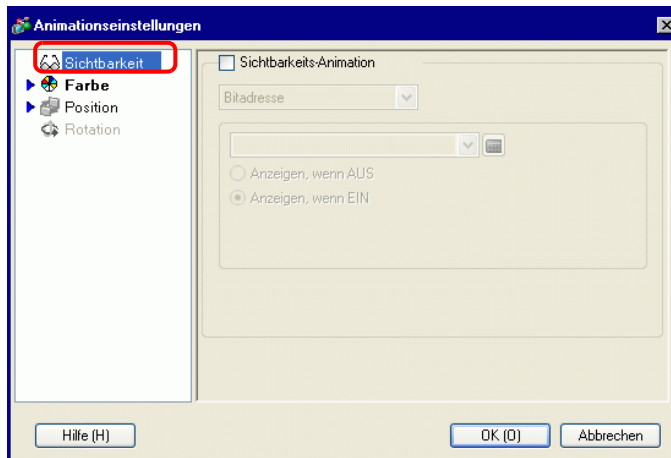 Animationseinstellungen
Sichtbarkeit
Farbe
Position
Rotation
Sichtbarkeits-Animation
Bitadresse
Anzeigen, wenn AUS
Anzeigen, wenn EIN
Hilfe (H)
OK (O)
Abbrechen